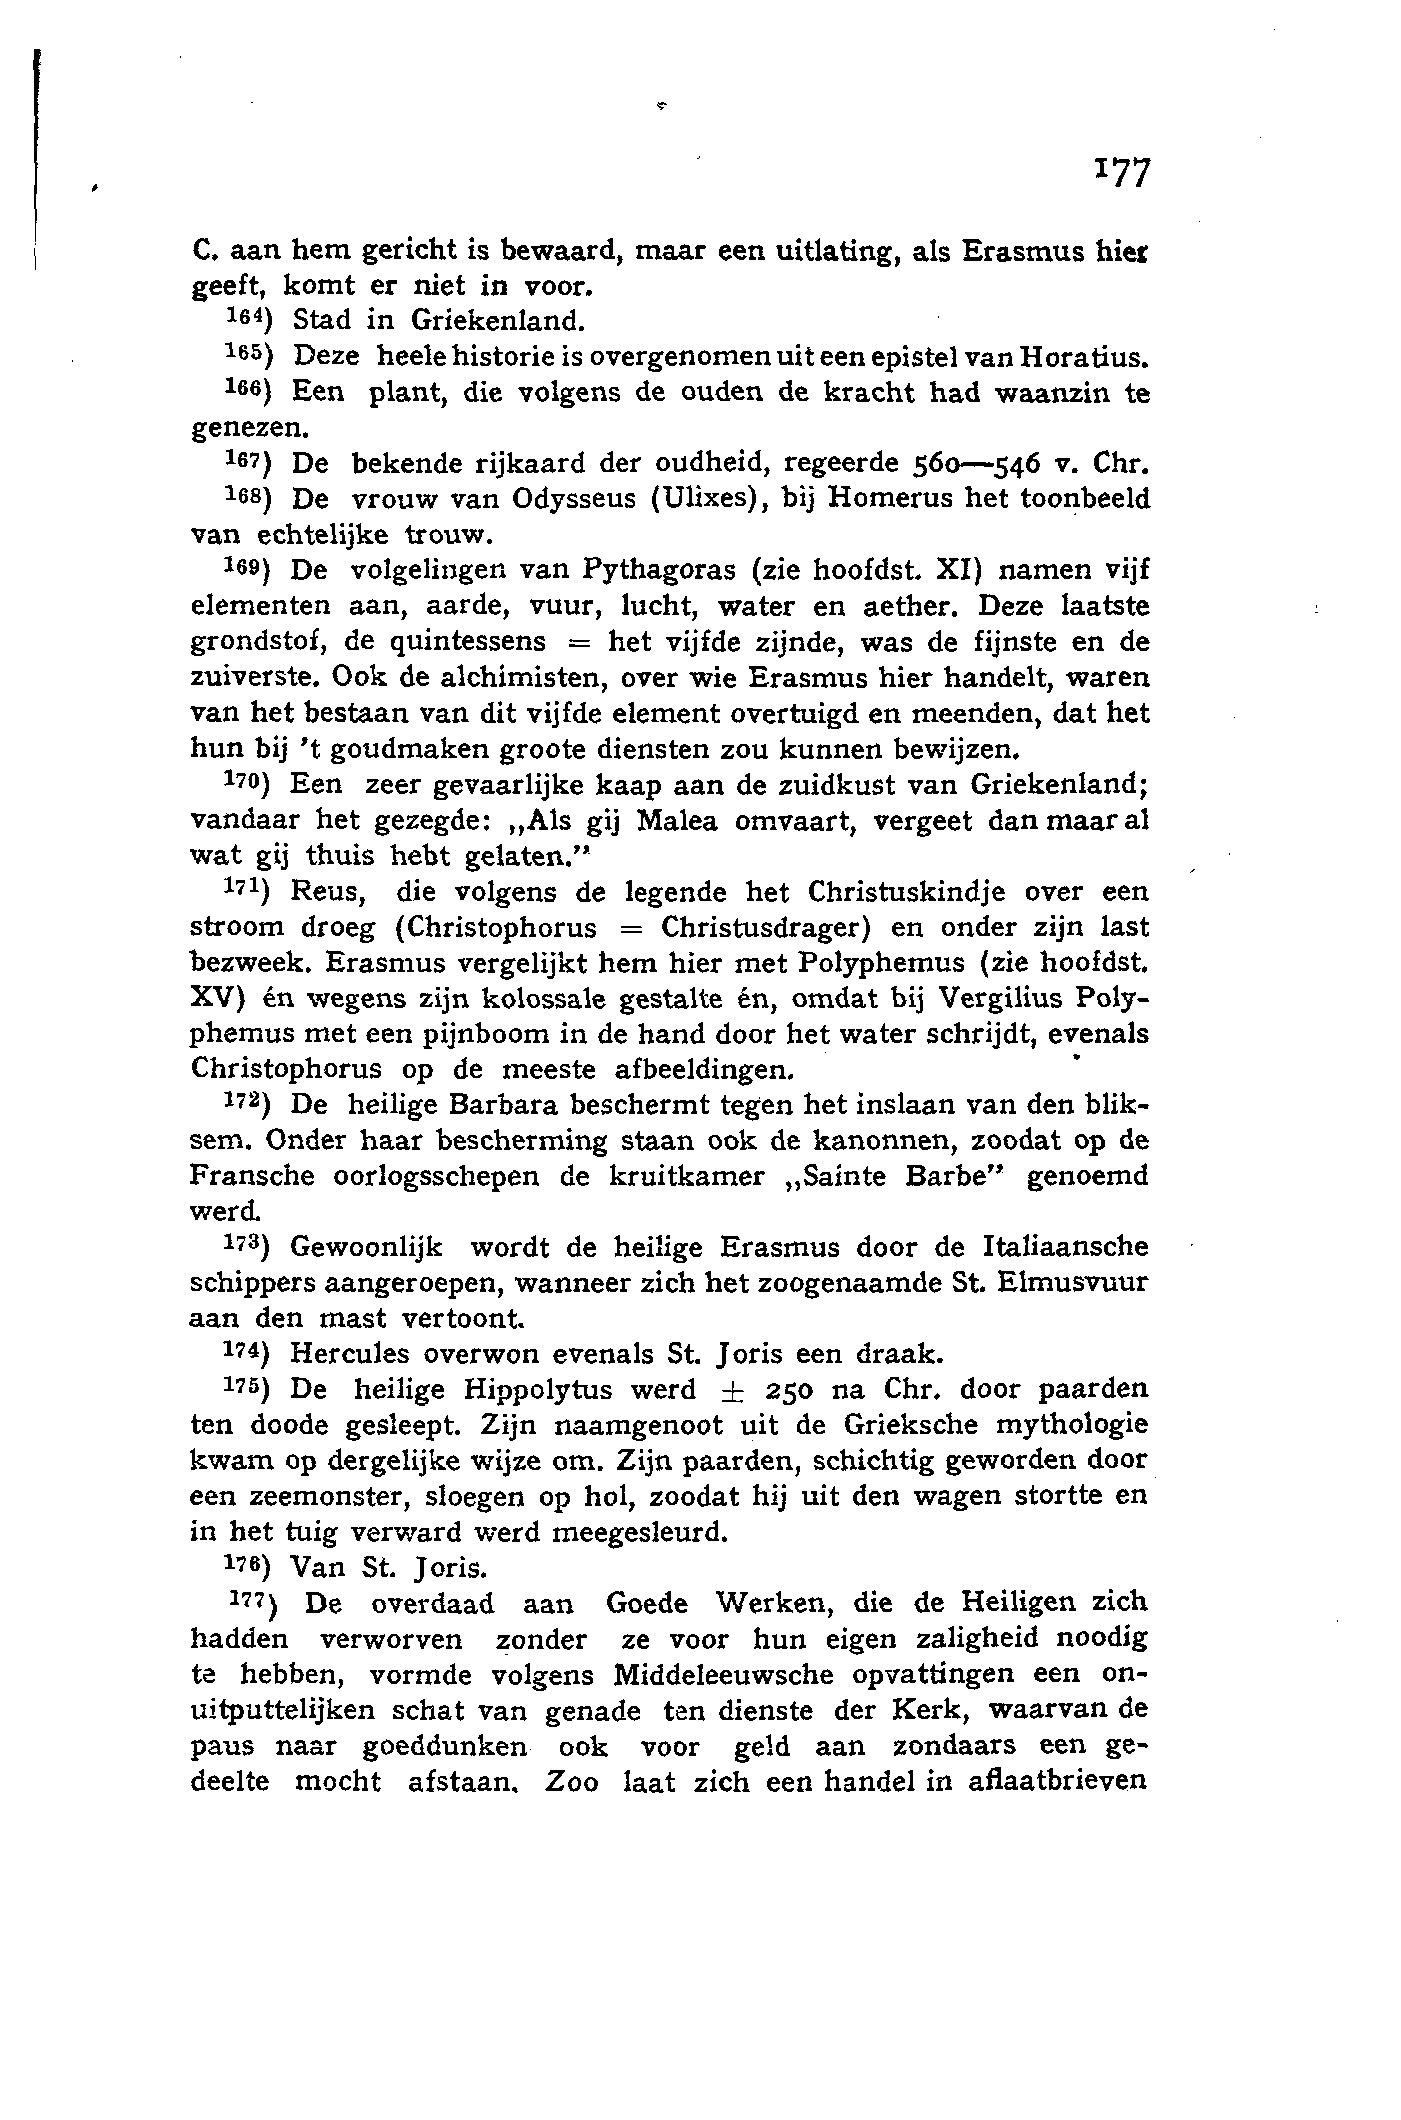 177
C. aan hem gericht is bewaard, maar een uitlating, als Erasmus hier
geeft, komt er niet in voor.
164) Stad in Griekenland.
165) Deze heele historie is overgenomen uit een epistel van Horatius.
166) Een plant, die volgens de ouden de kracht had waanzin te
genezen.
167) De bekende rijkaard der oudheid, regeerde 560—546 v. Chr.
168) De vrouw van Odysseus (Ulixes), bij Homerus het toonbeeld
van echtelijke trouw.
169) De volgelingen van Pythagoras (zie hoofdst. XI) namen vijf
elementen aan, aarde, vuur, lucht, water en aether. Deze laatste
grondstof, de quintessens = het vijfde zijnde, was de fijnste en de
zuiverste. Ook de alchimisten, over wie Erasmus hier handelt, waren
van het bestaan van dit vijfde element overtuigd en meenden, dat het
hun bij 't goudmaken groote diensten zou kunnen bewijzen.
170) Een zeer gevaarlijke kaap aan de zuidkust van Griekenland;
vandaar het gezegde: „Als gij Malea omvaart, vergeet dan maar al
wat gij thuis hebt gelaten.”
171) Reus, die volgens de legende het Christuskindje over een
stroom droeg (Christophorus = Christusdrager) en onder zijn last
bezweek. Erasmus vergelijkt hem hier met Polyphemus (zie hoofdst.
XV) én wegens zijn kolossale gestalte én, omdat bij Vergilius Poly-
phemus met een pijnboom in de hand door het water schrijdt, evenals
Christophorus op de meeste afbeeldingen.
172) De heilige Barbara beschermt tegen het inslaan van den blik-
sem. Onder haar bescherming staan ook de kanonnen, zoodat op de
Fransche oorlogsschepen de kruitkamer „Sainte Barbe” genoemd
werd.
173) Gewoonlijk wordt de heilige Erasmus door de Italiaansche
schippers aangeroepen, wanneer zich het zoogenaamde St. Elmusvuur
aan den mast vertoont.
174) Hercules overwon evenals St. Joris een draak.
175) De heilige Hippolytus werd ± 250 na Chr. door paarden
ten doode gesleept. Zijn naamgenoot uit de Grieksche mythologie
kwam op dergelijke wijze om. Zijn paarden, schichtig geworden door
een zeemonster, sloegen op hol, zoodat hij uit den wagen stortte en
in het tuig verward werd meegesleurd.
176) Van St. Joris.
177) De overdaad aan Goede Werken, die de Heiligen zich
hadden verworven zonder ze voor hun eigen zaligheid noodig
te hebben, vormde volgens Middeleeuwsche opvattingen een on-
uitputtelijken schat van genade ten dienste der Kerk, waarvan de
paus naar goeddunken ook voor geld aan zondaars een ge-
deelte mocht afstaan. Zoo laat zich een handel in aflaatbrieven